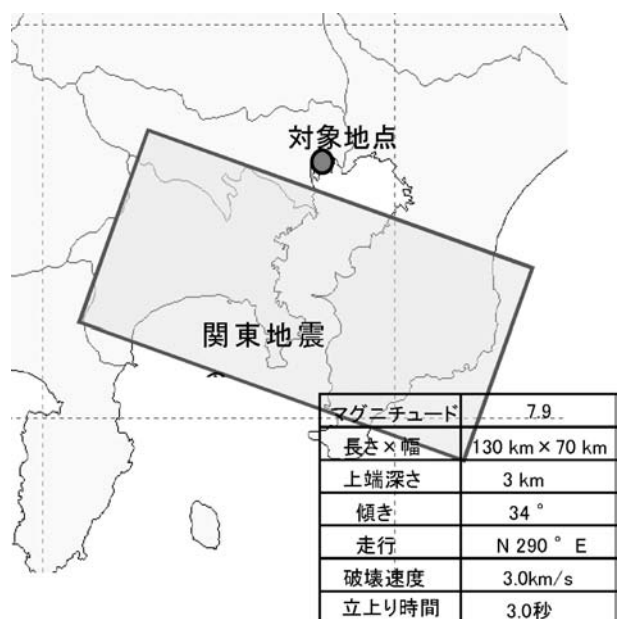 対象地点
関東地震
マグニチュード 7.9
長さ×幅 130 km×70 km
上端深さ 3 km
傾き 34°
走行 N 290° E
破壊速度 3.0km/s
立上り時間 3.0秒